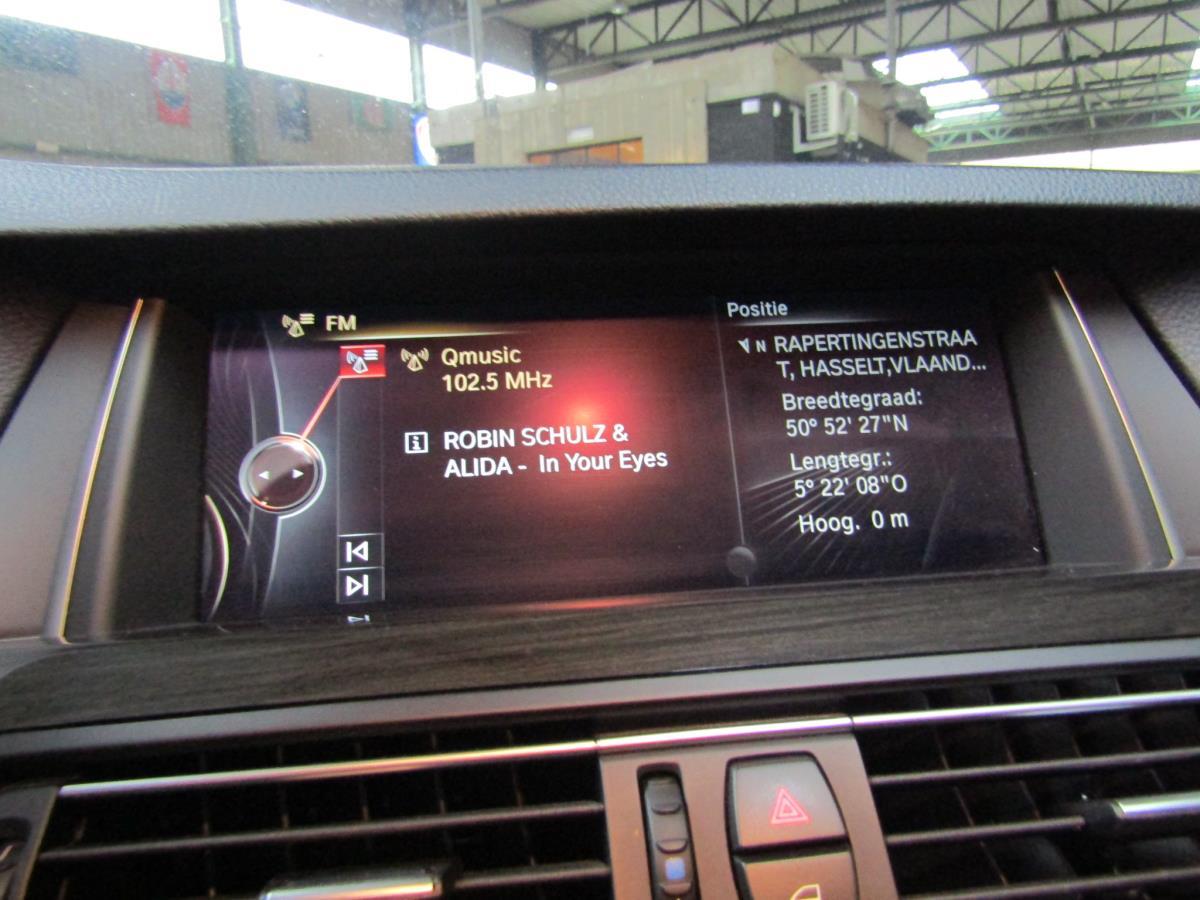 FM
Qmusic
102.5 MHz
ROBIN SCHULZ &
ALIDA - In Your Eyes
Positie
N RAPERTINGENSTRAA
T, HASSELT,VLAAND...
Breedtegraad:
50° 52' 27"N
Lengtegr.:
5° 22' 08"O
Hoog. 0 m